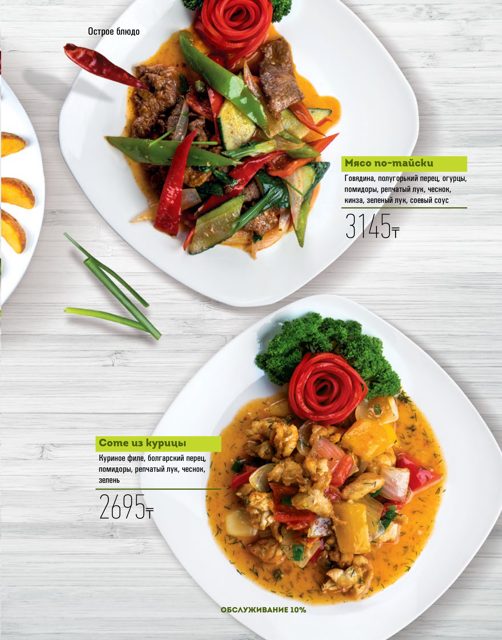 Острое блюдо
Мясо по-тайски
Говядина, полугорький перец, огурцы,
помидоры, репчатый лук, чеснок,
кинза, зеленый лук, соевый соус
3145₸
Соте из курицы
Куриное филе, болгарский перец,
помидоры, репчатый лук, чеснок,
зелень
2695₸
ОБСЛУЖИВАНИЕ 10%